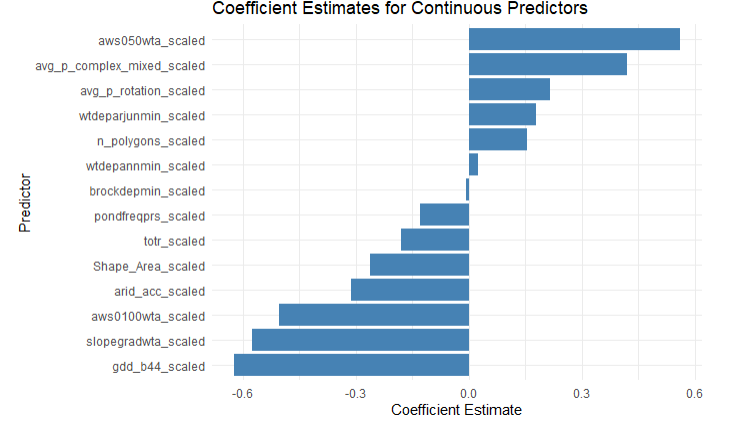 Coefficient Estimates for Continuous Predictors
Predictor
aws050wta_scaled
avg_p_complex_mixed_scaled
avg_p_rotation_scaled
wtdeparjunmin_scaled
n_polygons_scaled
wtdepannmin_scaled
brockdepmin_scaled
pondfreqprs_scaled
totr_scaled
Shape_Area_scaled
arid_acc_scaled
aws0100wta_scaled
slopegradwta_scaled
gdd_b44_scaled
-0.6 -0.3 0.0 0.3 0.6
Coefficient Estimate